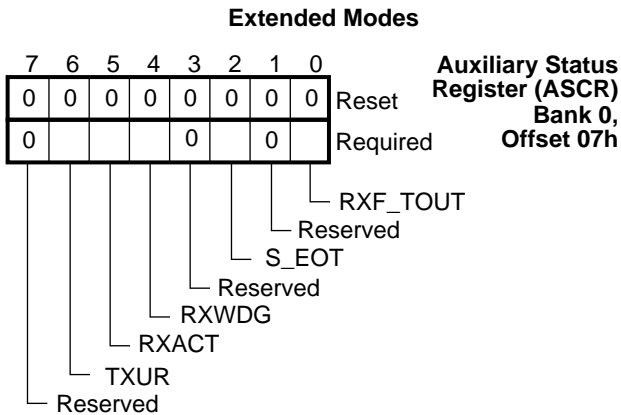 Extended Modes
7 6 5 4 3 2 1 0
Auxiliary Status
Register (ASCR)
Bank 0,
Offset 07h
0 0 0 0 0 0 0 0 Reset
0 0 0 Required
RXF_TOUT
Reserved
S_EOT
Reserved
RXWDG
RXACT
TXUR
Reserved